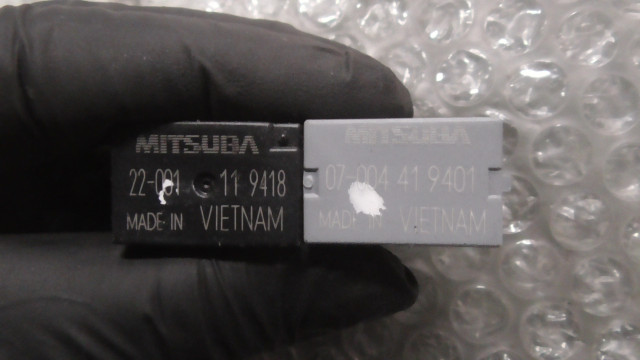 MITSUBA
22-001 11 9418
MADE IN VIETNAM
MITSUBA
07-004 41 9401
MADE IN VIETNAM